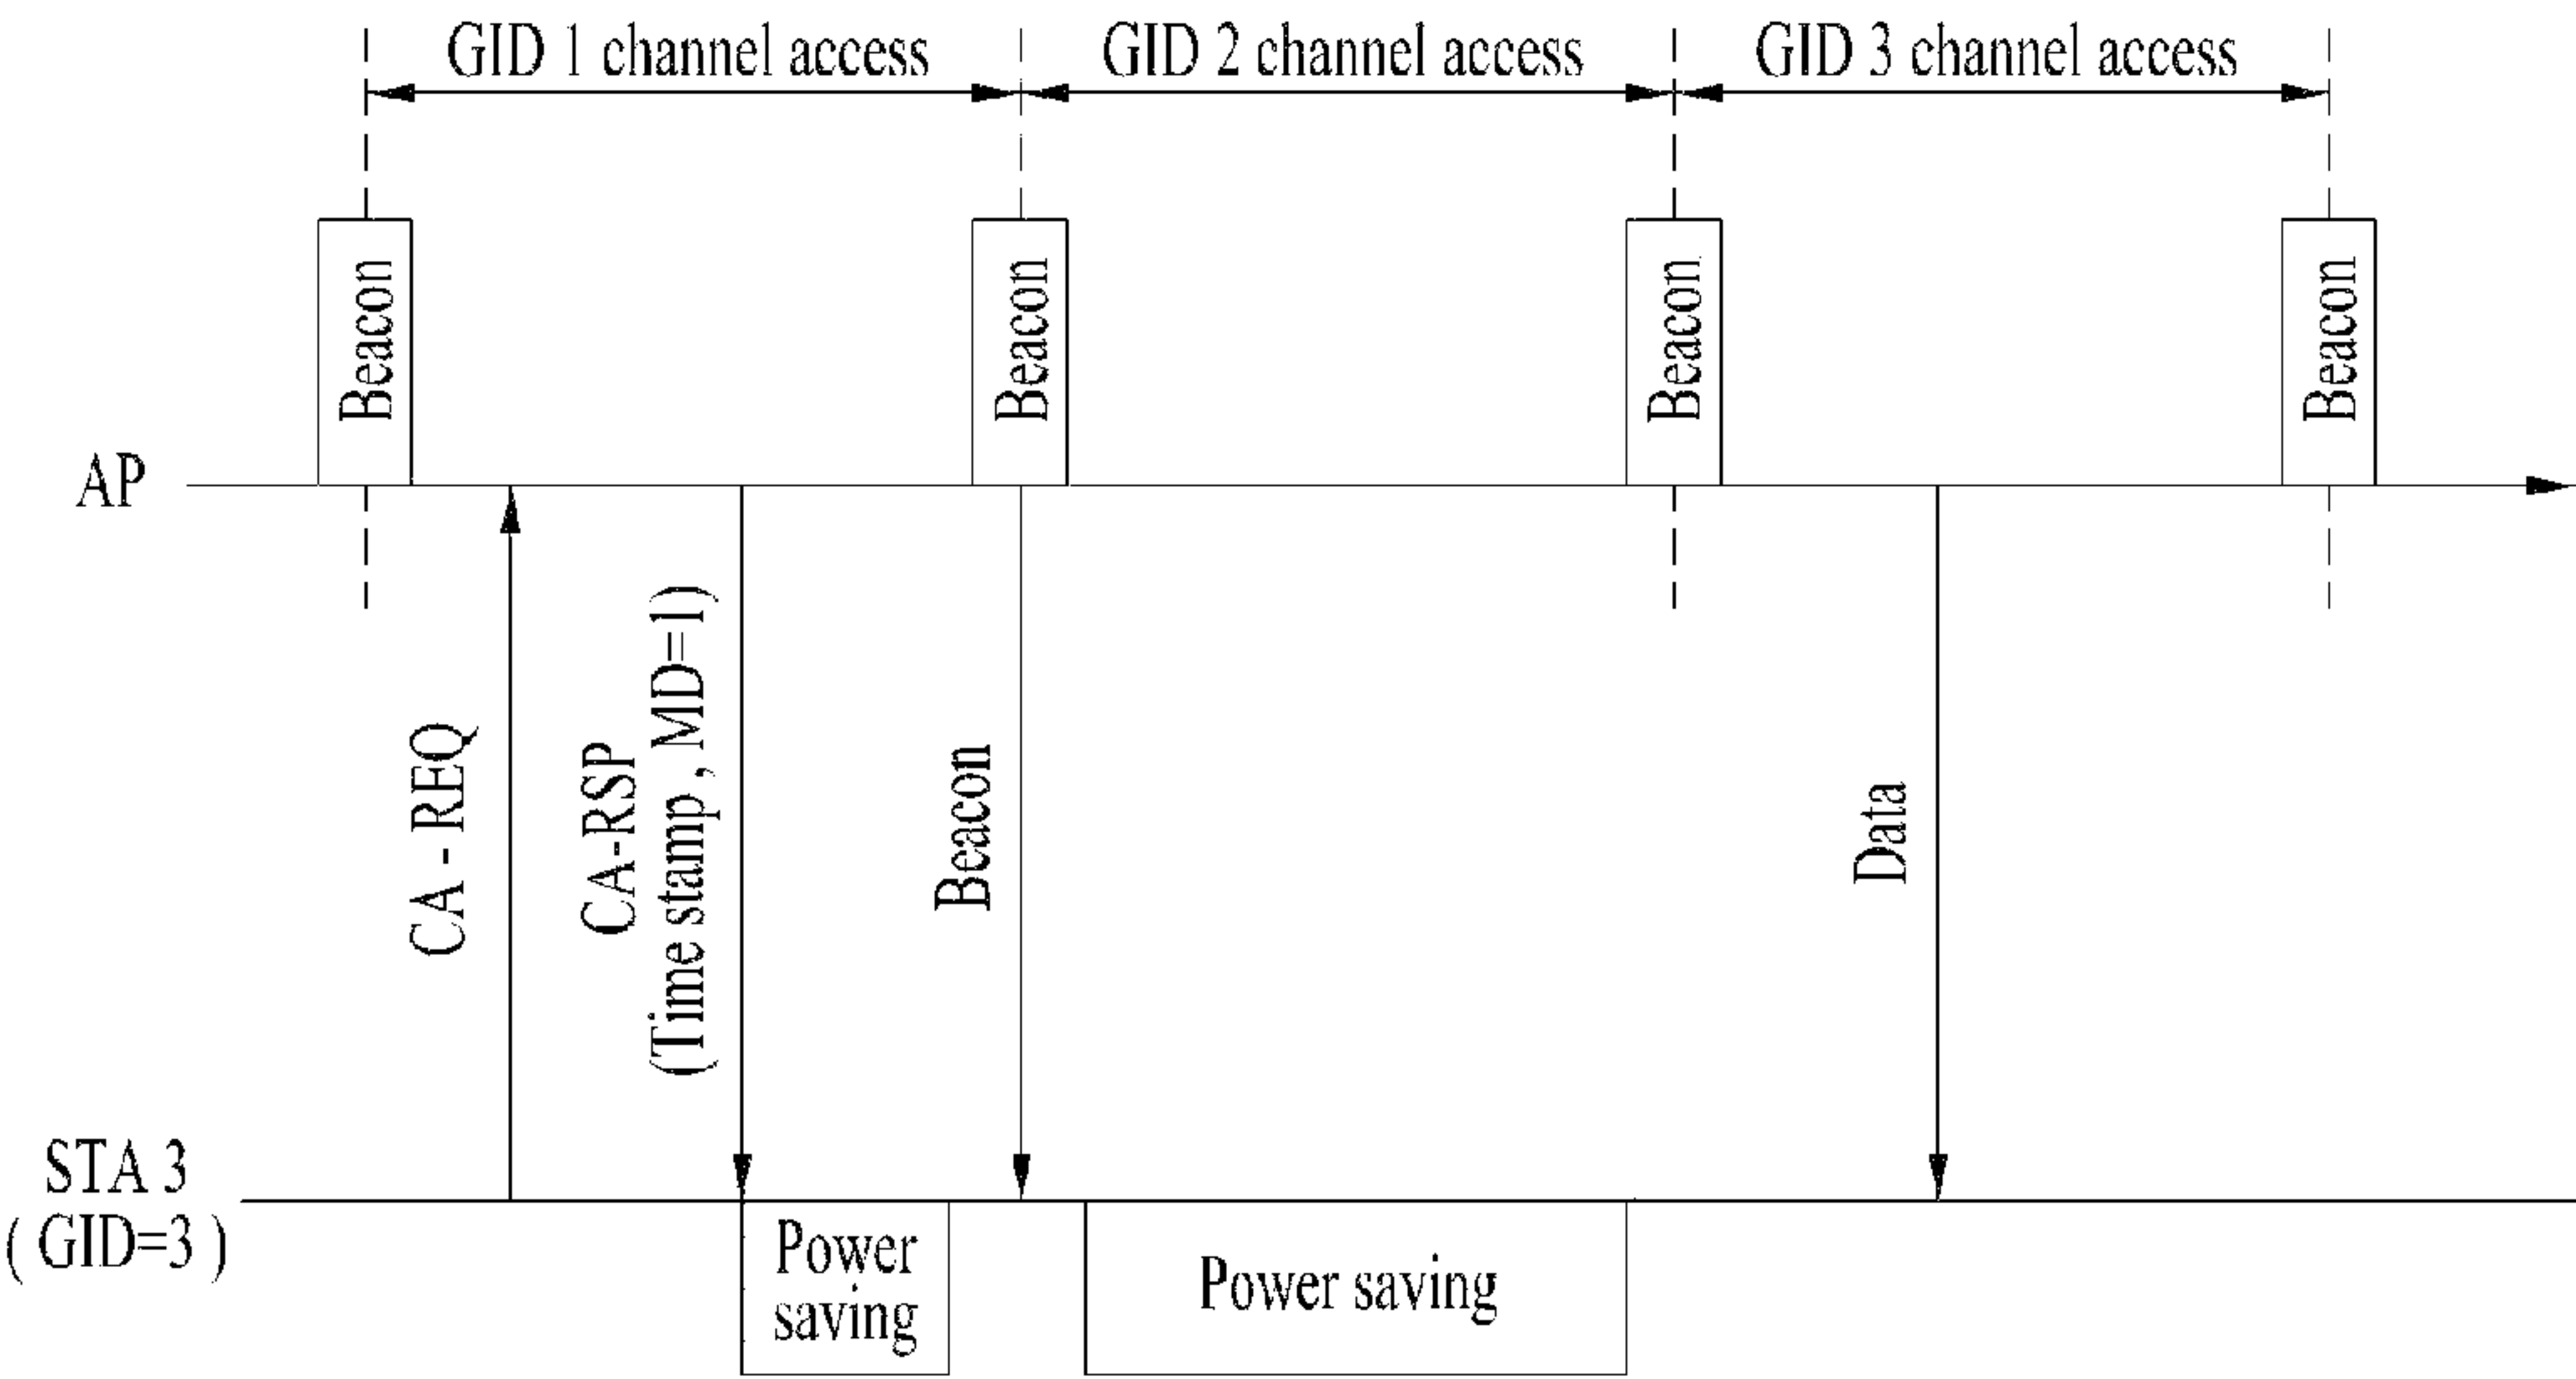 GID 1 channel access
GID 2 channel access
GID 3 channel access
Beacon
Beacon
Beacon
Beacon
AP
CA - REQ
CA-RSP
(Time stamp , MD=1)
Beacon
Data
STA 3
( GID=3 )
Power
saving
Power saving